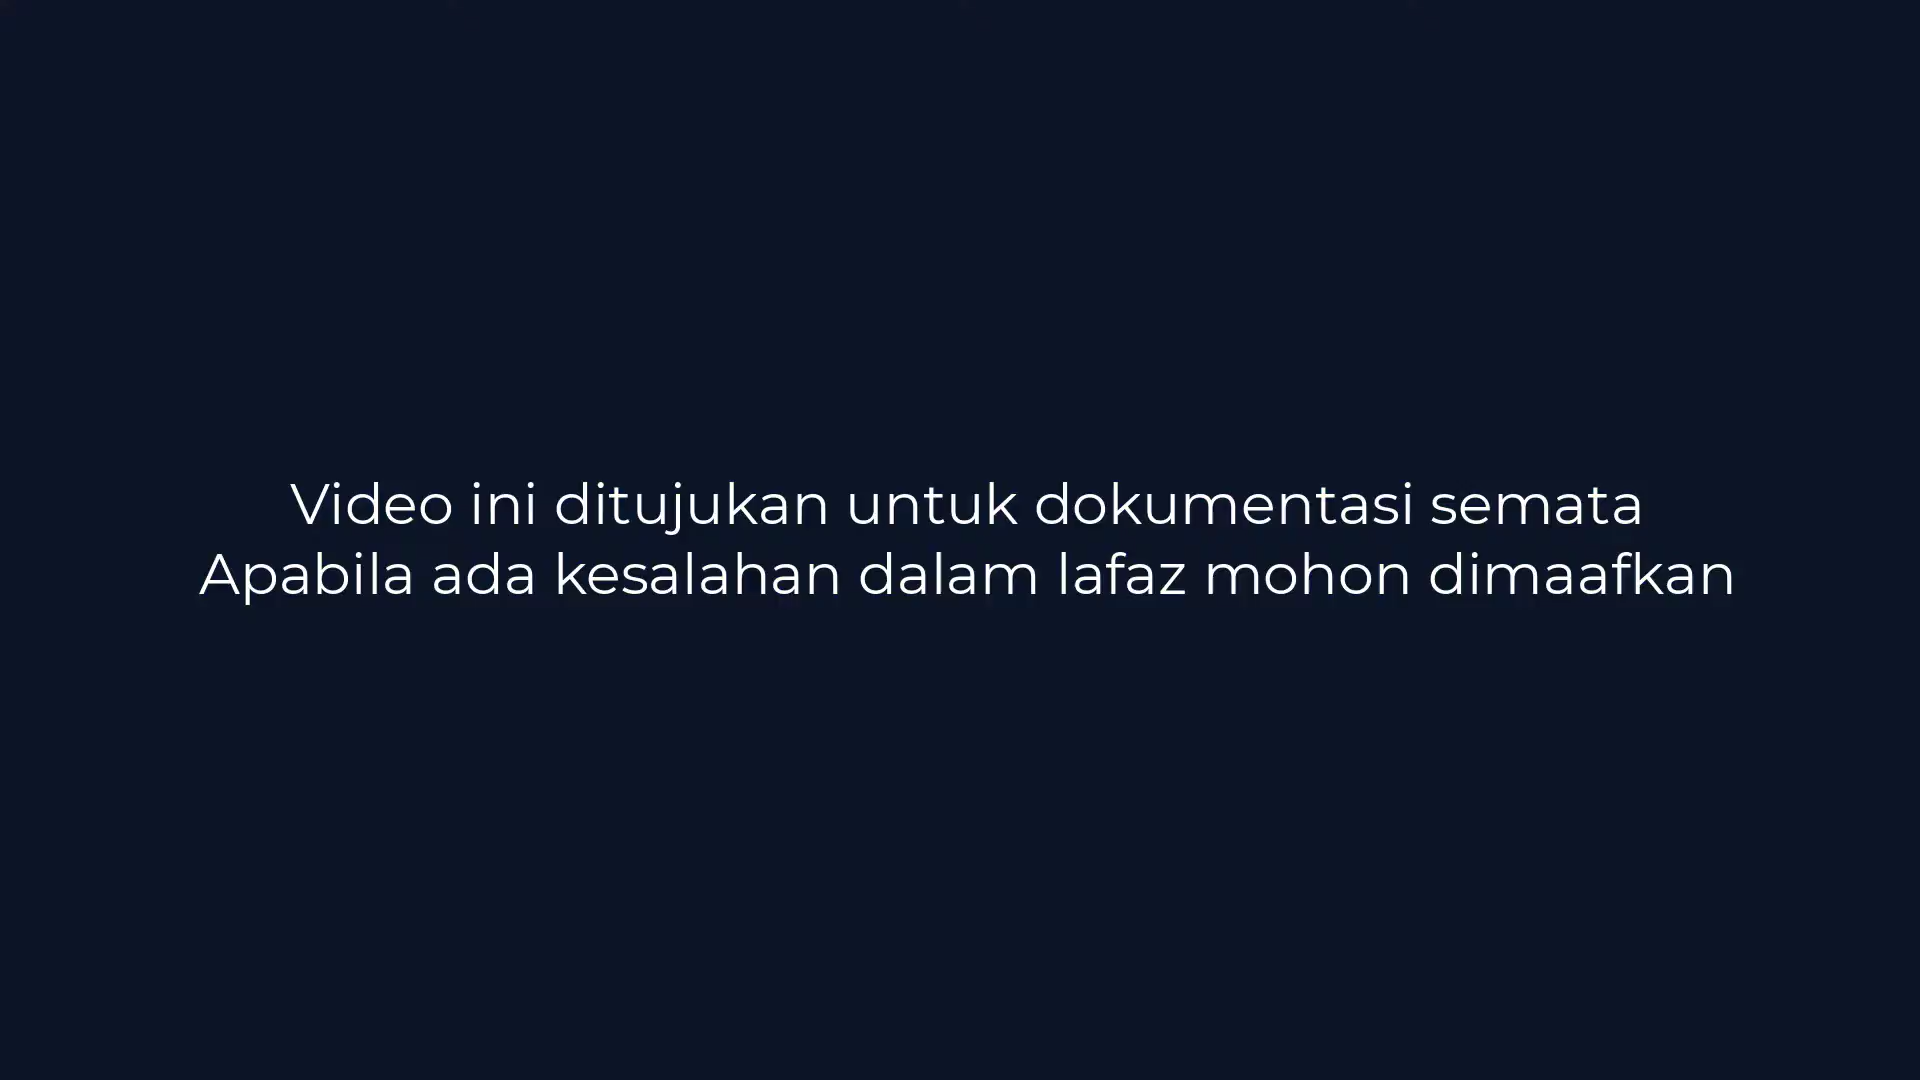 Video ini ditujukan untuk dokumentasi semata
Apabila ada kesalahan dalam lafaz mohon dimaafkan